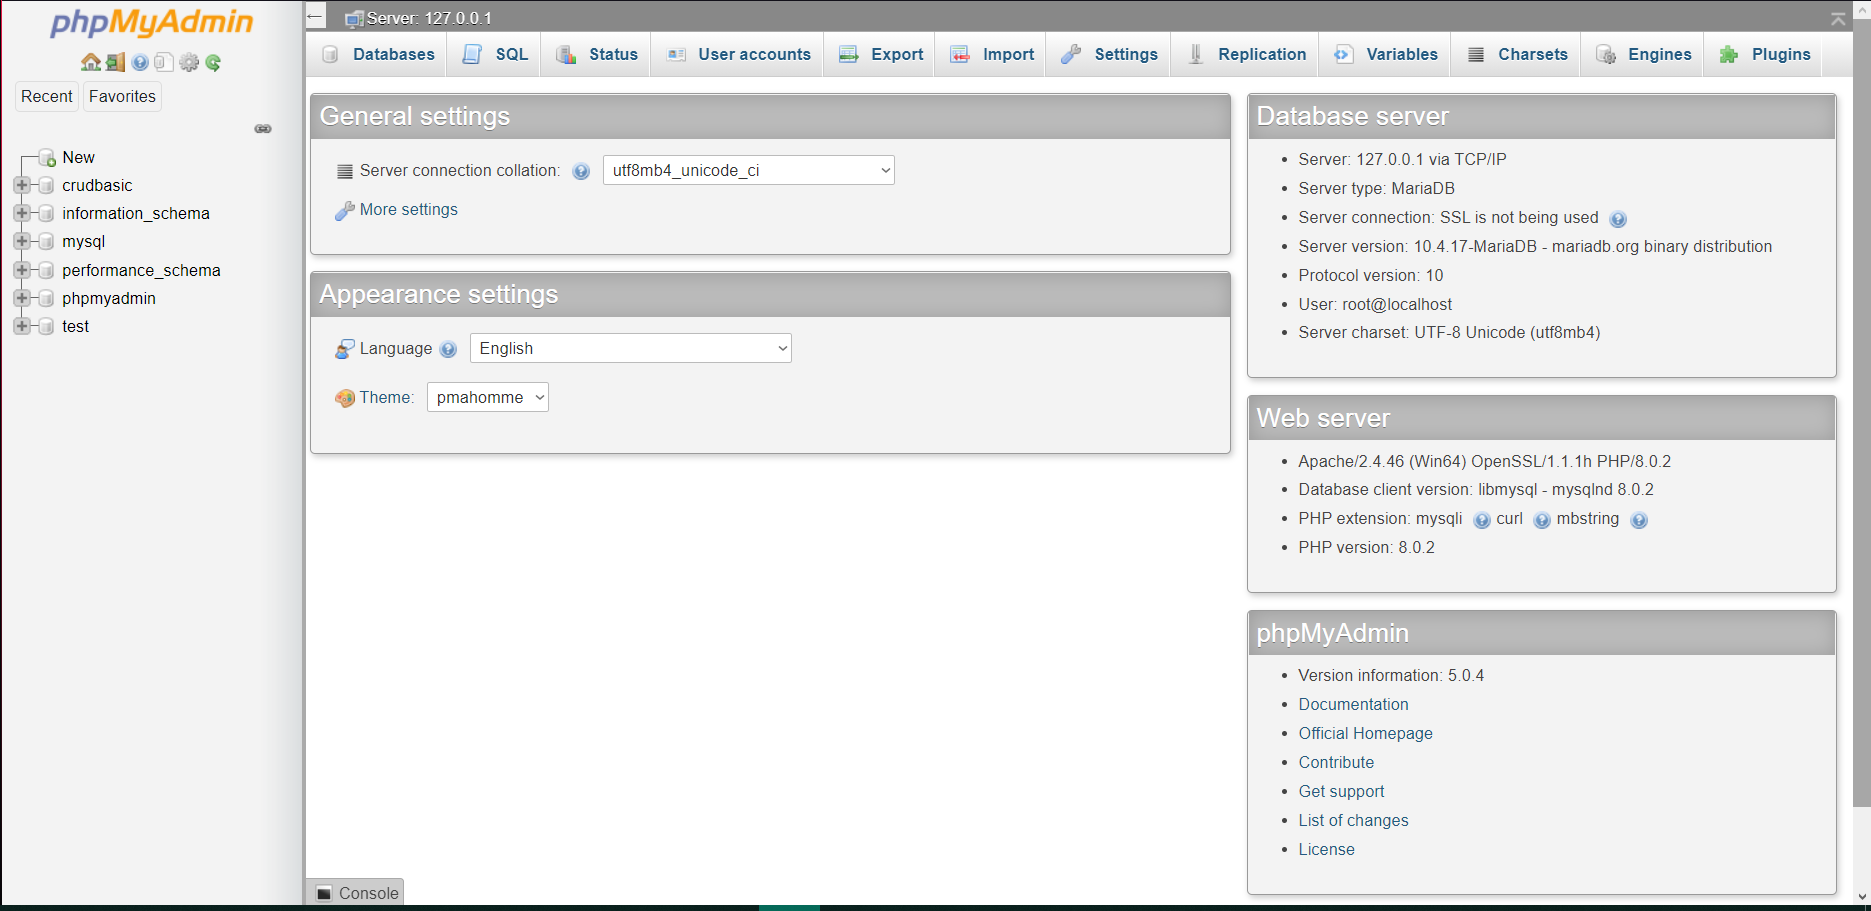 phpMyAdmin
Recent Favorites
New
crudbasic
information_schema
mysql
performance_schema
phpmyadmin
test
Server: 127.0.0.1
Databases SQL Status User accounts Export Import Settings Replication Variables Charsets Engines Plugins
General settings
Server connection collation: utf8mb4_unicode_ci
More settings
Appearance settings
Language English
Theme: pmahomme
Database server
Server: 127.0.0.1 via TCP/IP
Server type: MariaDB
Server connection: SSL is not being used
Server version: 10.4.17-MariaDB - mariadb.org binary distribution
Protocol version: 10
User: root@localhost
Server charset: UTF-8 Unicode (utf8mb4)
Web server
Apache/2.4.46 (Win64) OpenSSL/1.1.1h PHP/8.0.2
Database client version: libmysql - mysqlnd 8.0.2
PHP extension: mysqli curl mbstring
PHP version: 8.0.2
phpMyAdmin
Version information: 5.0.4
Documentation
Official Homepage
Contribute
Get support
List of changes
License
Console